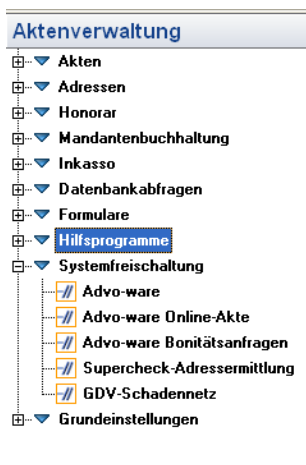 Aktenverwaltung
Akten
Adressen
Honorar
Mandantenbuchhaltung
Inkasso
Datenbankabfragen
Formulare
Hilfsprogramme
Systemfreischaltung
Advo-ware
Advo-ware Online-Akte
Advo-ware Bonitätsanfragen
Supercheck-Adressermittlung
GDV-Schadennetz
Grundeinstellungen